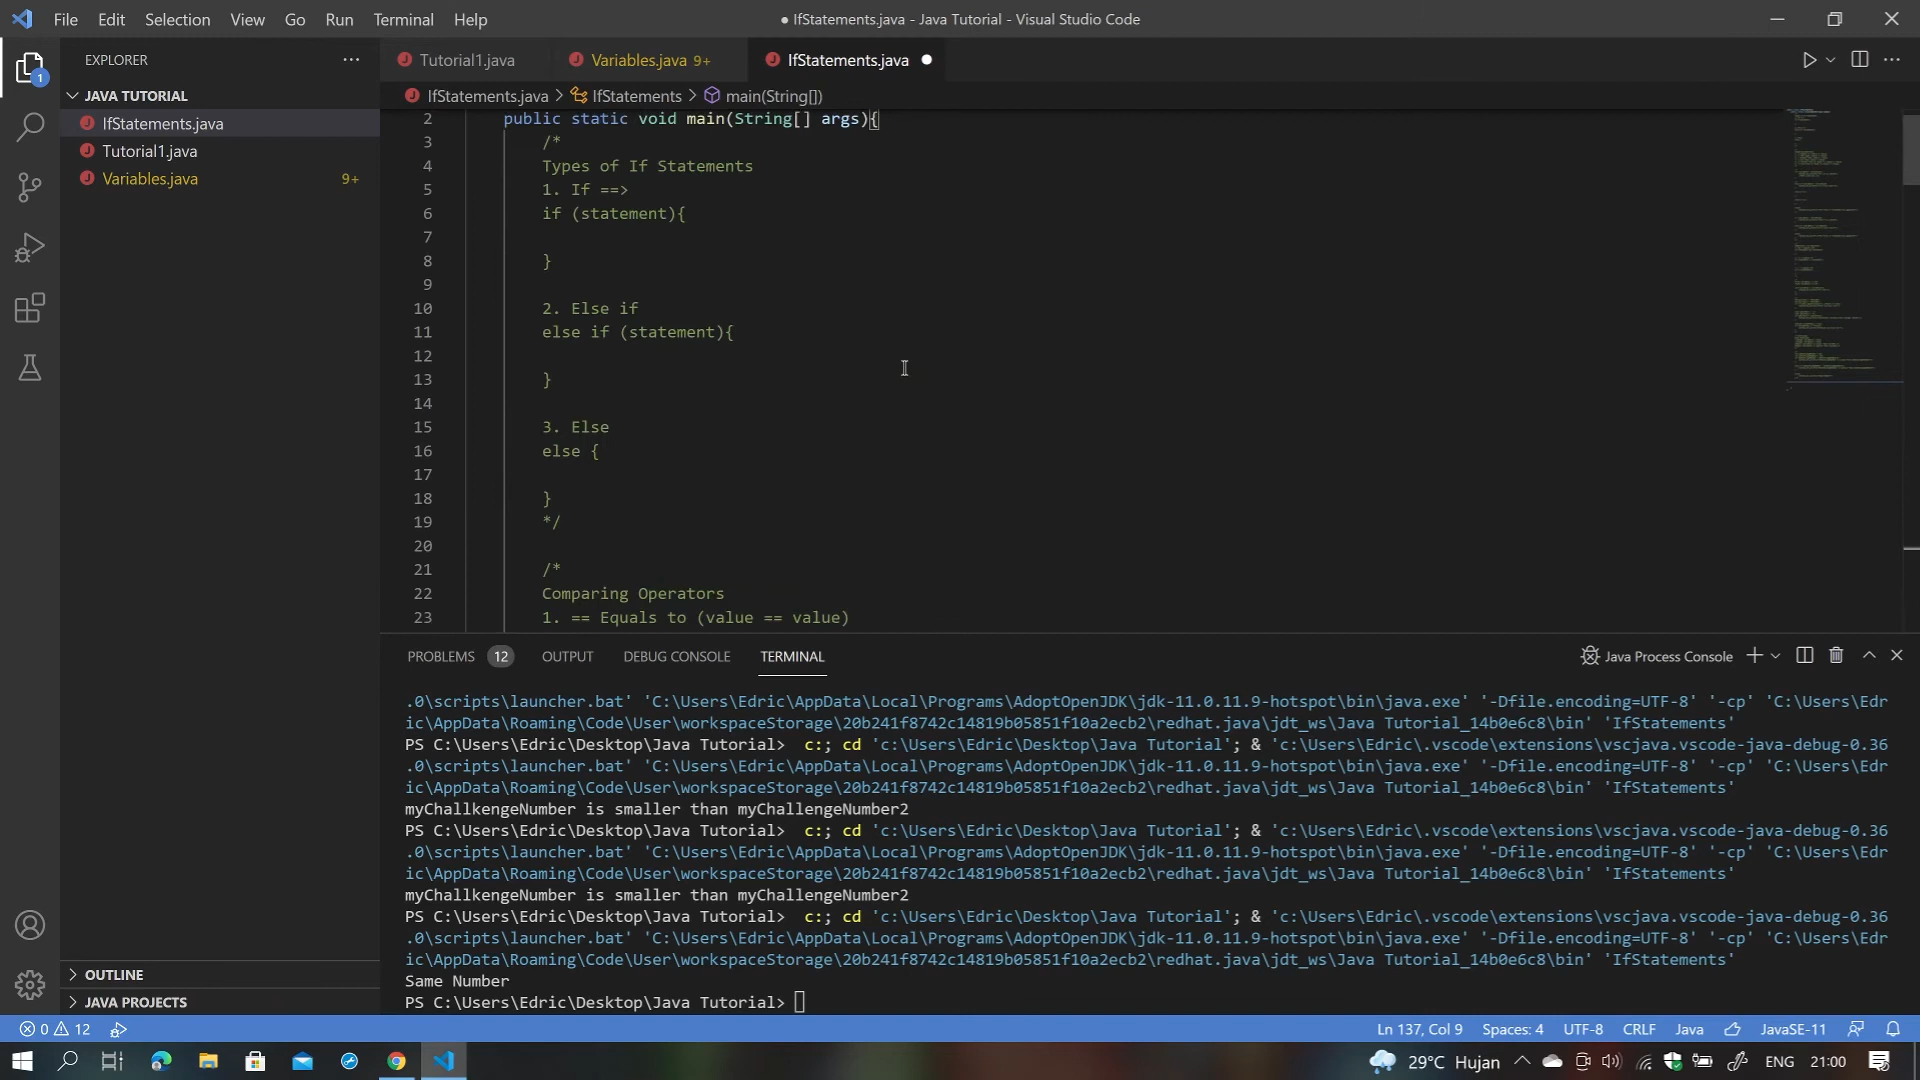 File Edit Selection View Go Run Terminal Help
● IfStatements.java - Java Tutorial - Visual Studio Code
EXPLORER
Tutorial1.java
Variables.java 9+
IfStatements.java
JAVA TUTORIAL
IfStatements.java
Tutorial1.java
Variables.java 9+
OUTLINE
JAVA PROJECTS
1
IfStatements.java > IfStatements > main(String[])
2 public static void main(String[] args){
3 /*
4 Types of If Statements
5 1. If ==>
6 if (statement){
7
8 }
9
10 2. Else if
11 else if (statement){
12
13 }
14
15 3. Else
16 else {
17
18 }
19 */
20
21 /*
22 Comparing Operators
23 1. == Equals to (value == value)
PROBLEMS 12 OUTPUT DEBUG CONSOLE TERMINAL
Java Process Console
.0\scripts\launcher.bat' 'C:\Users\Edric\AppData\Local\Programs\AdoptOpenJDK\jdk-11.0.11.9-hotspot\bin\java.exe' '-Dfile.encoding=UTF-8' '-cp' 'C:\Users\Edr
ic\AppData\Roaming\Code\User\workspaceStorage\20b241f8742c14819b05851f10a2ecb2\redhat.java\jdt_ws\Java Tutorial_14b0e6c8\bin' 'IfStatements'
PS C:\Users\Edric\Desktop\Java Tutorial> c:; cd 'c:\Users\Edric\Desktop\Java Tutorial'; & 'c:\Users\Edric\.vscode\extensions\vscjava.vscode-java-debug-0.36
.0\scripts\launcher.bat' 'C:\Users\Edric\AppData\Local\Programs\AdoptOpenJDK\jdk-11.0.11.9-hotspot\bin\java.exe' '-Dfile.encoding=UTF-8' '-cp' 'C:\Users\Edr
ic\AppData\Roaming\Code\User\workspaceStorage\20b241f8742c14819b05851f10a2ecb2\redhat.java\jdt_ws\Java Tutorial_14b0e6c8\bin' 'IfStatements'
myChallkengeNumber is smaller than myChallengeNumber2
PS C:\Users\Edric\Desktop\Java Tutorial> c:; cd 'c:\Users\Edric\Desktop\Java Tutorial'; & 'c:\Users\Edric\.vscode\extensions\vscjava.vscode-java-debug-0.36
.0\scripts\launcher.bat' 'C:\Users\Edric\AppData\Local\Programs\AdoptOpenJDK\jdk-11.0.11.9-hotspot\bin\java.exe' '-Dfile.encoding=UTF-8' '-cp' 'C:\Users\Edr
ic\AppData\Roaming\Code\User\workspaceStorage\20b241f8742c14819b05851f10a2ecb2\redhat.java\jdt_ws\Java Tutorial_14b0e6c8\bin' 'IfStatements'
myChallkengeNumber is smaller than myChallengeNumber2
PS C:\Users\Edric\Desktop\Java Tutorial> c:; cd 'c:\Users\Edric\Desktop\Java Tutorial'; & 'c:\Users\Edric\.vscode\extensions\vscjava.vscode-java-debug-0.36
.0\scripts\launcher.bat' 'C:\Users\Edric\AppData\Local\Programs\AdoptOpenJDK\jdk-11.0.11.9-hotspot\bin\java.exe' '-Dfile.encoding=UTF-8' '-cp' 'C:\Users\Edr
ic\AppData\Roaming\Code\User\workspaceStorage\20b241f8742c14819b05851f10a2ecb2\redhat.java\jdt_ws\Java Tutorial_14b0e6c8\bin' 'IfStatements'
Same Number
PS C:\Users\Edric\Desktop\Java Tutorial>
0 12
Ln 137, Col 9 Spaces: 4 UTF-8 CRLF Java JavaSE-11
29°C Hujan ENG 21:00